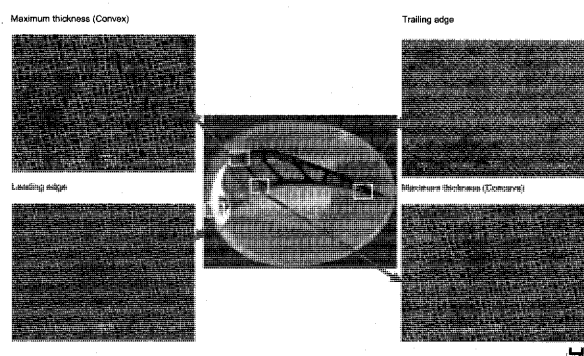 Maximum thickness (Convex)
Trailing edge
Leading edge
Maximum thickness (Concave)